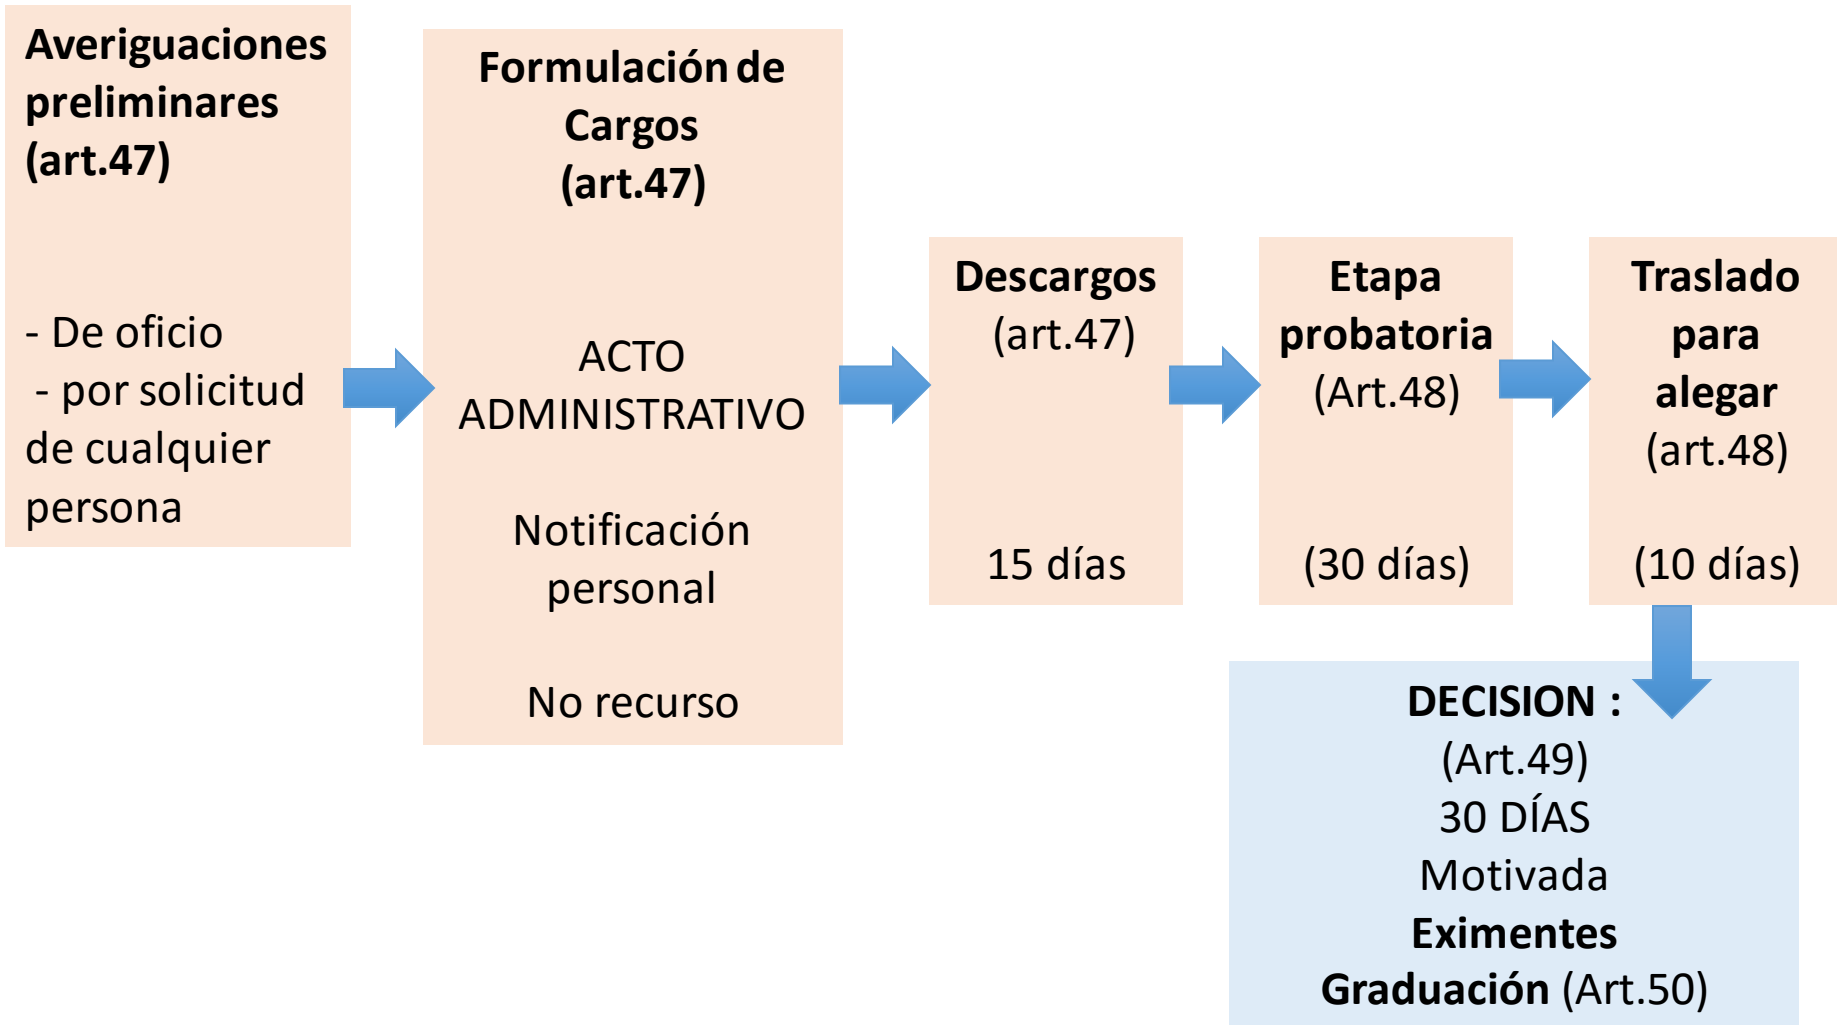 Averiguaciones
preliminares
(art.47)
- De oficio
- por solicitud
de cualquier
persona
Formulación de
Cargos
(art.47)
ACTO
ADMINISTRATIVO
Notificación
personal
No recurso
Descargos
(art.47)
15 días
Etapa
probatoria
(Art.48)
(30 días)
Traslado
para
alegar
(art.48)
(10 días)
DECISION :
(Art.49)
30 DÍAS
Motivada
Eximentes
Graduación (Art.50)